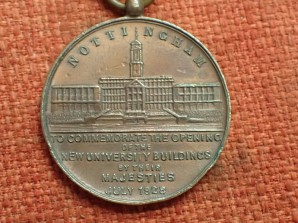 NOTTINGHAM
TO COMMEMORATE THE OPENING
OF THE
NEW UNIVERSITY BUILDINGS
BY THEIR
MAJESTIES
JULY 1928